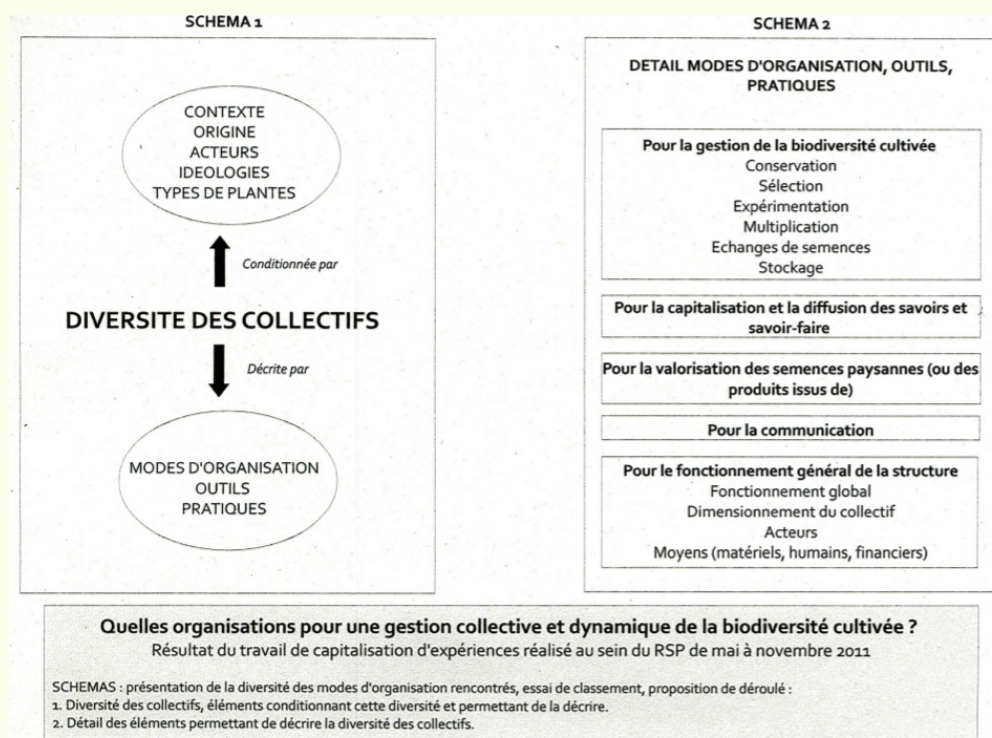 SCHEMA 1
CONTEXTE
ORIGINE
ACTEURS
IDEOLOGIES
TYPES DE PLANTES
Conditionnée par
DIVERSITE DES COLLECTIFS
Décrite par
MODES D'ORGANISATION
OUTILS
PRATIQUES
SCHEMA 2
DETAIL MODES D'ORGANISATION, OUTILS,
PRATIQUES
Pour la gestion de la biodiversité cultivée
Conservation
Sélection
Expérimentation
Multiplication
Echanges de semences
Stockage
Pour la capitalisation et la diffusion des savoirs et
savoir-faire
Pour la valorisation des semences paysannes (ou des
produits issus de)
Pour la communication
Pour le fonctionnement général de la structure
Fonctionnement global
Dimensionnement du collectif
Acteurs
Moyens (matériels, humains, financiers)
Quelles organisations pour une gestion collective et dynamique de la biodiversité cultivée ?
Résultat du travail de capitalisation d'expériences réalisé au sein du RSP de mai à novembre 2011
SCHEMAS : présentation de la diversité des modes d'organisation rencontrés, essai de classement, proposition de déroulé :
1. Diversité des collectifs, éléments conditionnant cette diversité et permettant de la décrire.
2. Détail des éléments permettant de décrire la diversité des collectifs.